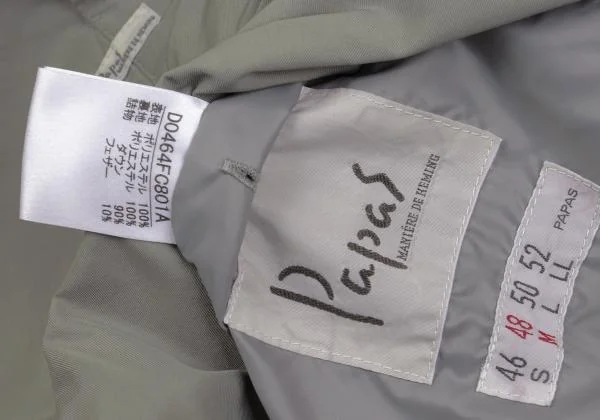 D0464FC801A
表地 ポリエステル 100%
裏地 ポリエステル 100%
詰物 ダウン 90%
フェザー 10%
Papas
MANIÈRE DE HEMING
PAPAS
46 48 50 52
S M L LL